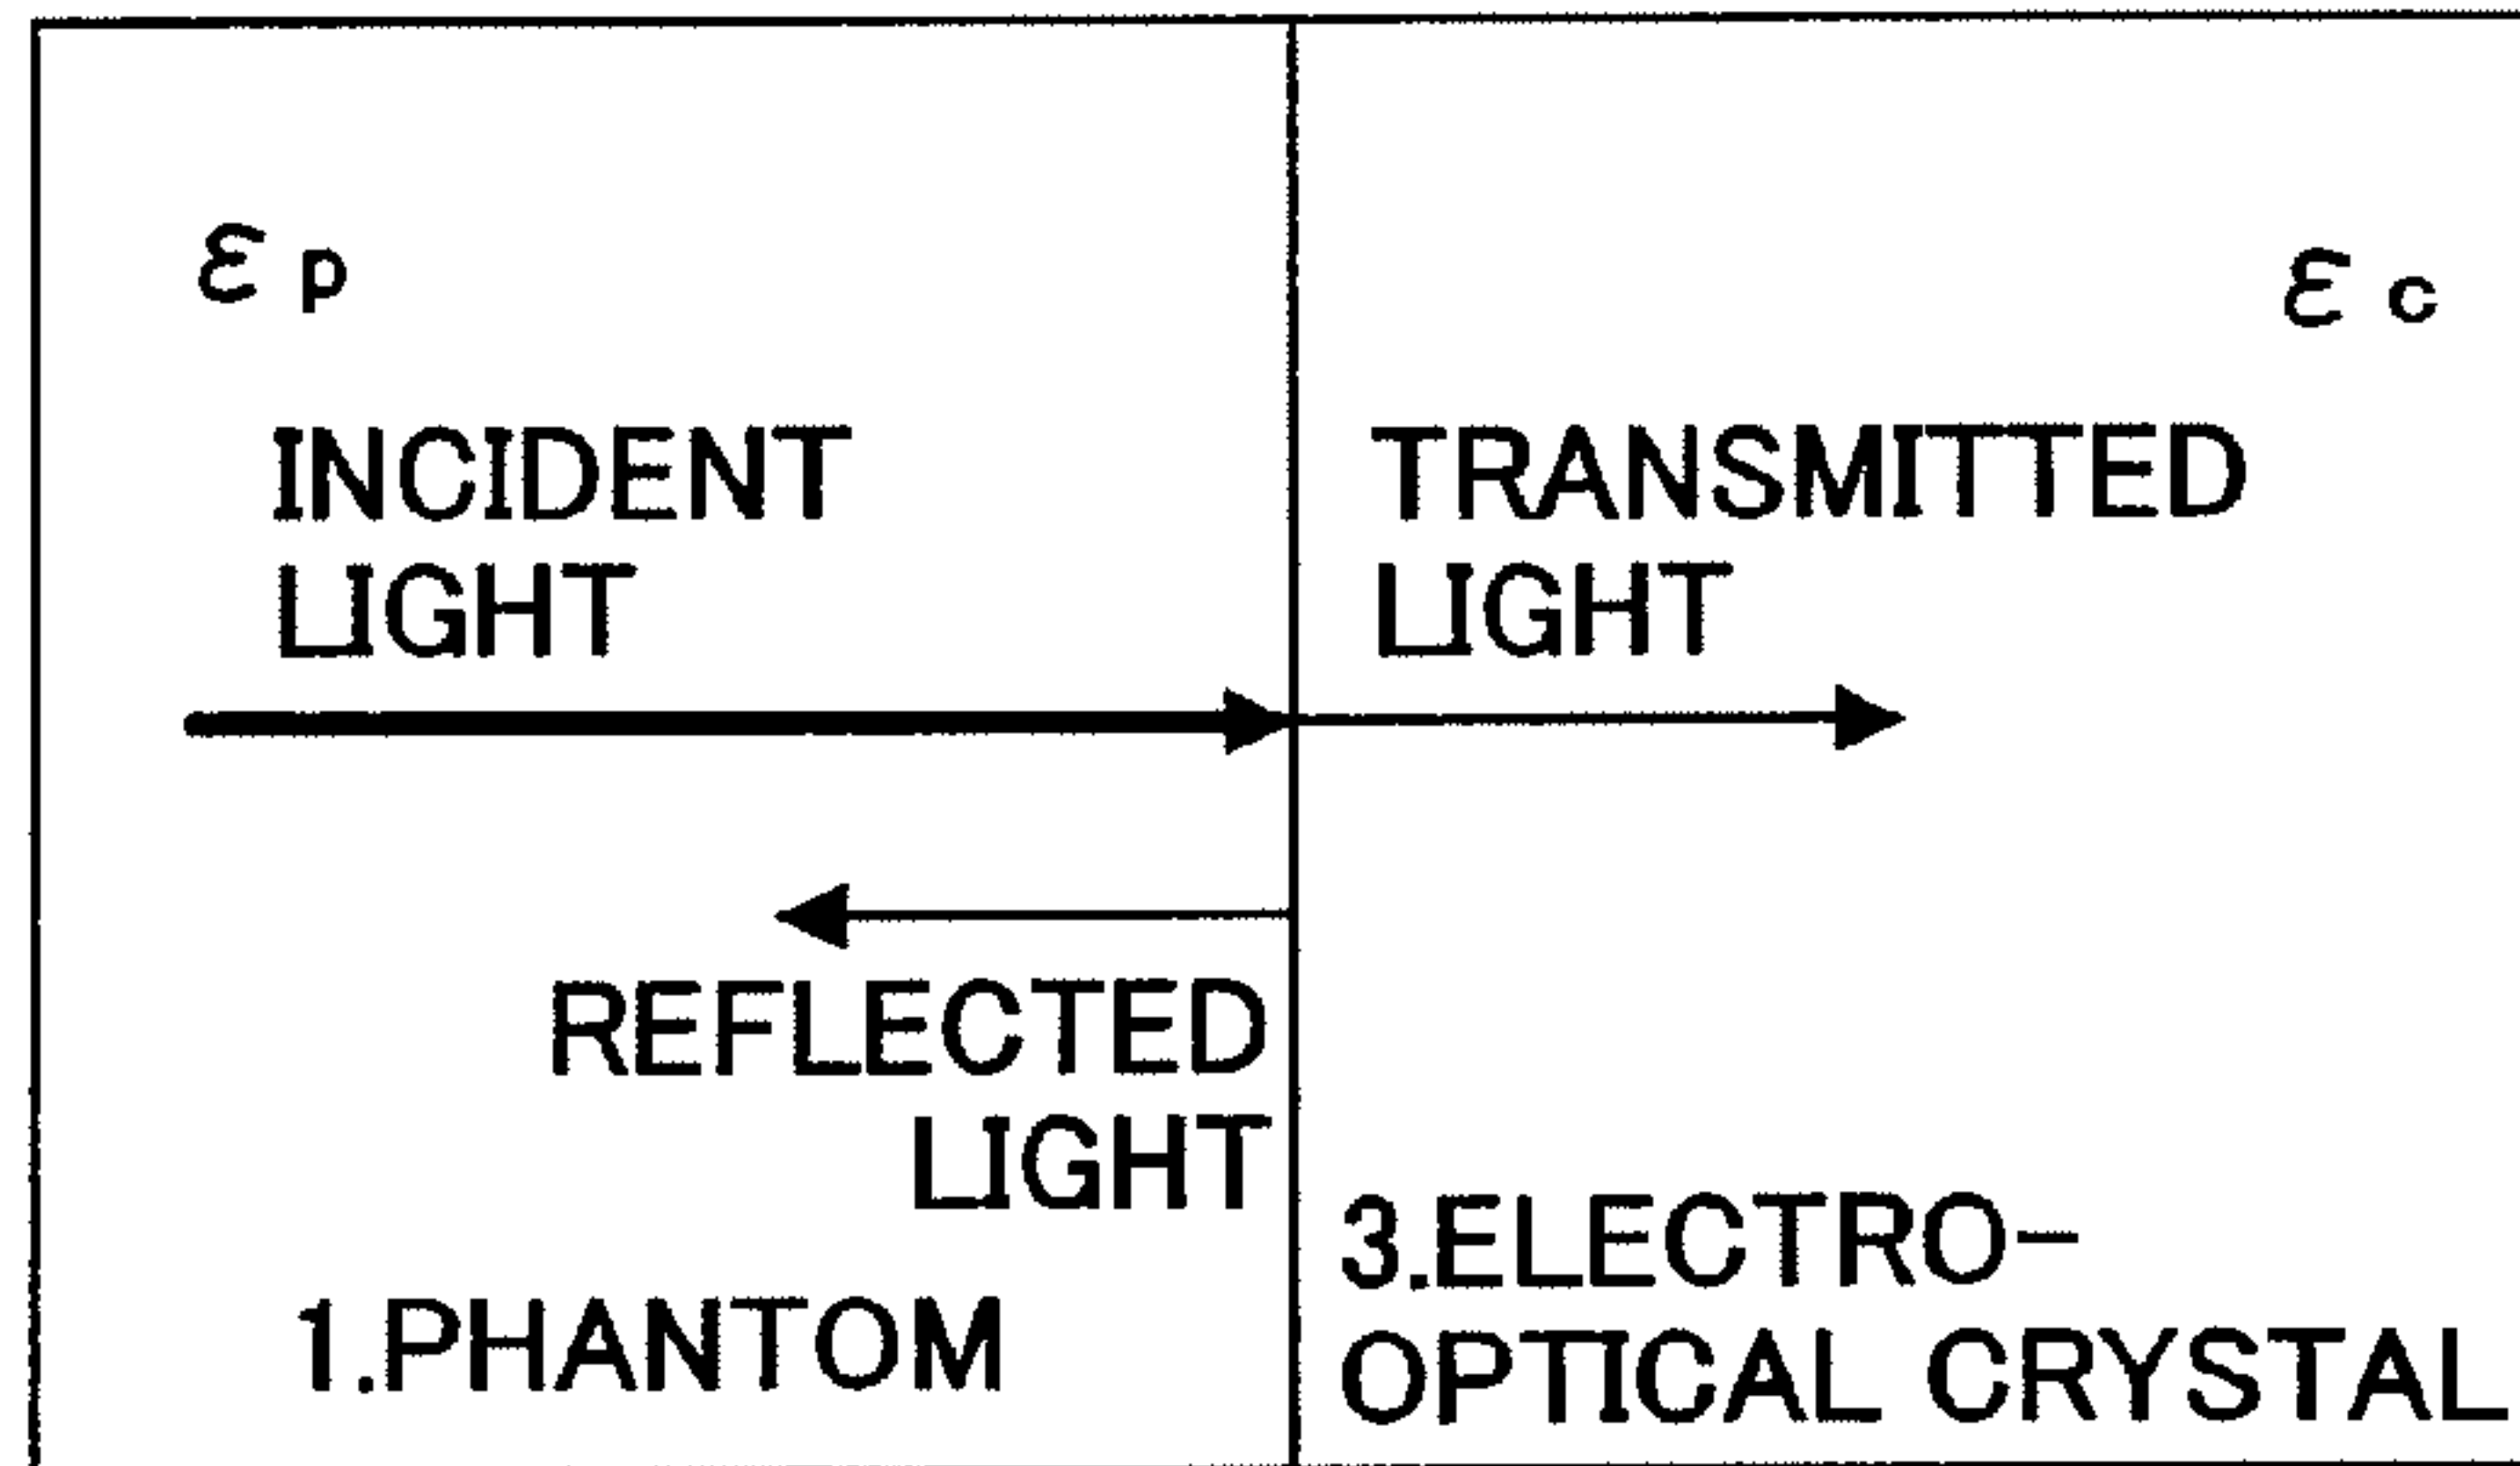 εp
εc
INCIDENT
LIGHT
TRANSMITTED
LIGHT
REFLECTED
LIGHT
1.PHANTOM
3.ELECTRO-
OPTICAL CRYSTAL